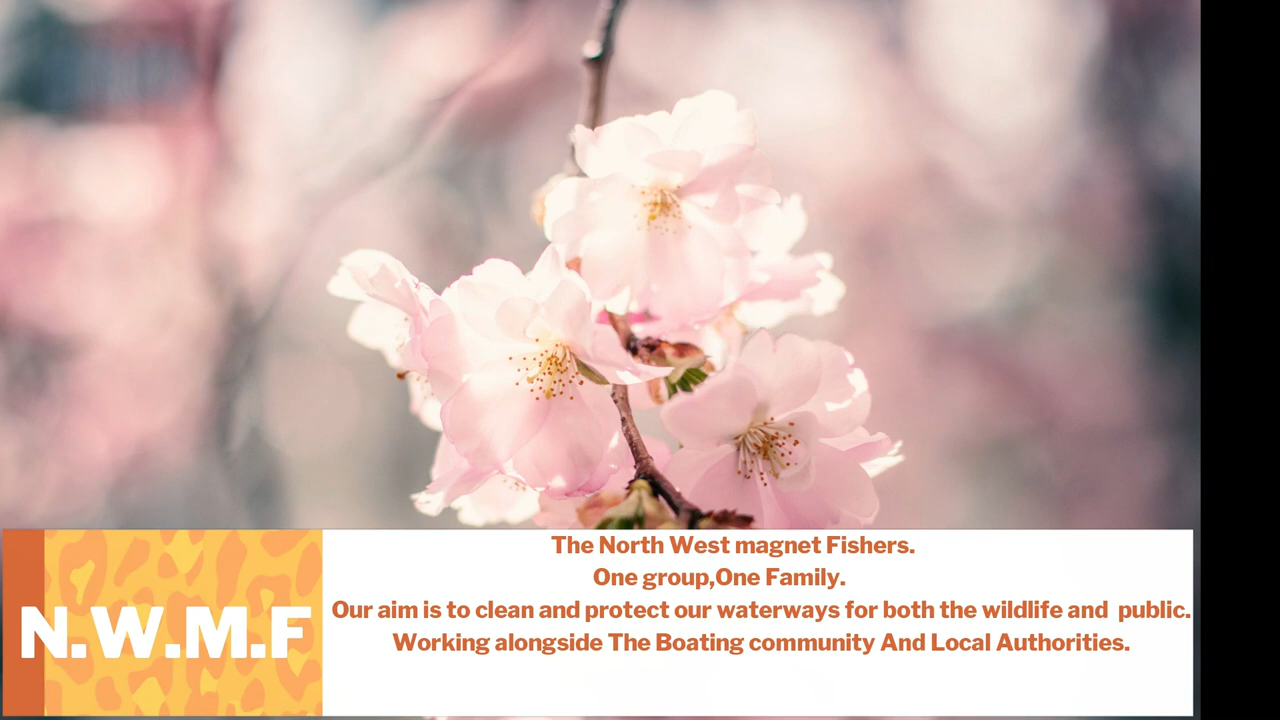 The North West magnet Fishers.
One group,One Family.
Our aim is to clean and protect our waterways for both the wildlife and  public.
Working alongside The Boating community And Local Authorities.
N.W.M.F